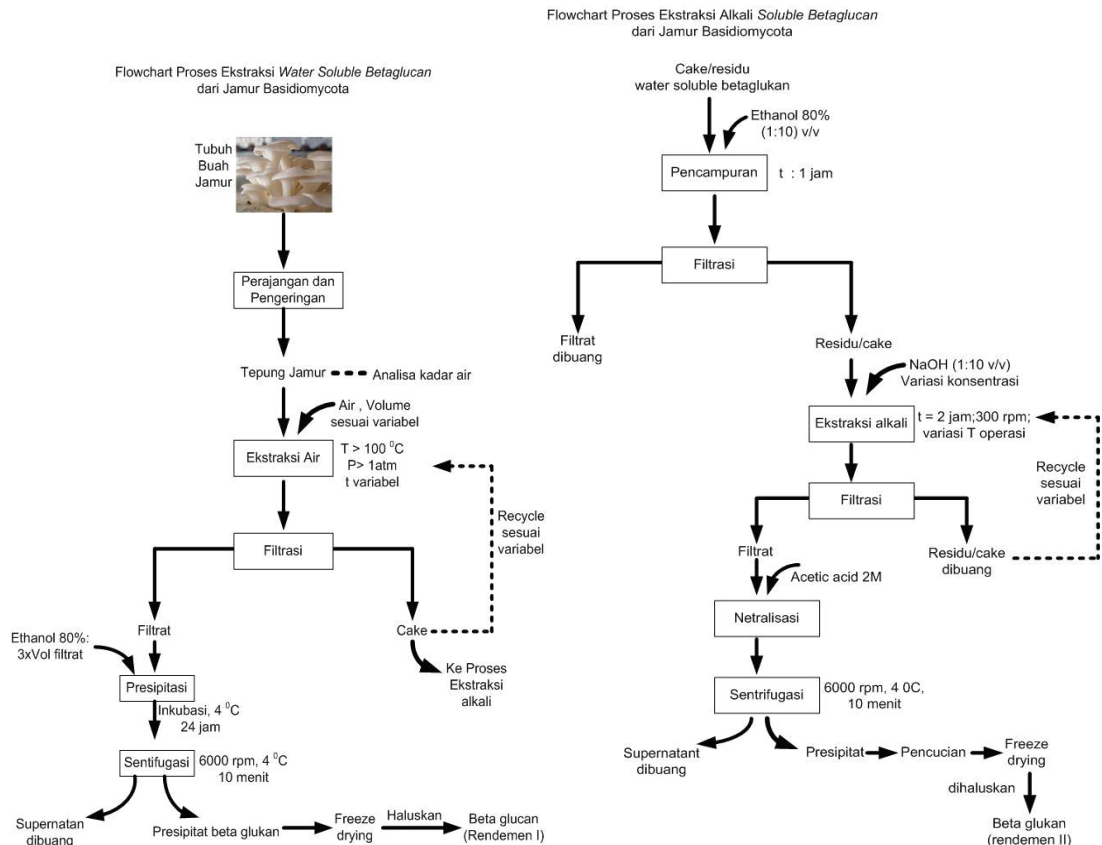 Flowchart Proses Ekstraksi Water Soluble Betaglucan
dari Jamur Basidiomycota
Tubuh
Buah
Jamur
Perajangan dan
Pengeringan
Tepung Jamur
Analisa kadar air
Air , Volume
sesuai variabel
Ekstraksi Air
T > 100 ⁰C
P> 1atm
t variabel
Recycle
sesuai
variabel
Filtrasi
Filtrat
Cake
Ethanol 80%:
3xVol filtrat
Ke Proses
Ekstraksi
alkali
Presipitasi
Inkubasi, 4 ⁰C
24 jam
Sentifugasi
6000 rpm, 4 ⁰C
10 menit
Supernatan
dibuang
Presipitat beta glukan
Freeze
drying
Haluskan
Beta glucan
(Rendemen I)
Flowchart Proses Ekstraksi Alkali Soluble Betaglucan
dari Jamur Basidiomycota
Cake/residu
water soluble betaglukan
Ethanol 80%
(1:10) v/v
Pencampuran
t : 1 jam
Filtrasi
Filtrat
dibuang
Residu/cake
NaOH (1:10 v/v)
Variasi konsentrasi
Ekstraksi alkali
t = 2 jam;300 rpm;
variasi T operasi
Recycle
sesuai
variabel
Filtrasi
Filtrat
Residu/cake
dibuang
Acetic acid 2M
Netralisasi
Sentrifugasi
6000 rpm, 4 0C,
10 menit
Supernatant
dibuang
Presipitat
Pencucian
Freeze
drying
dihaluskan
Beta glukan
(rendemen II)